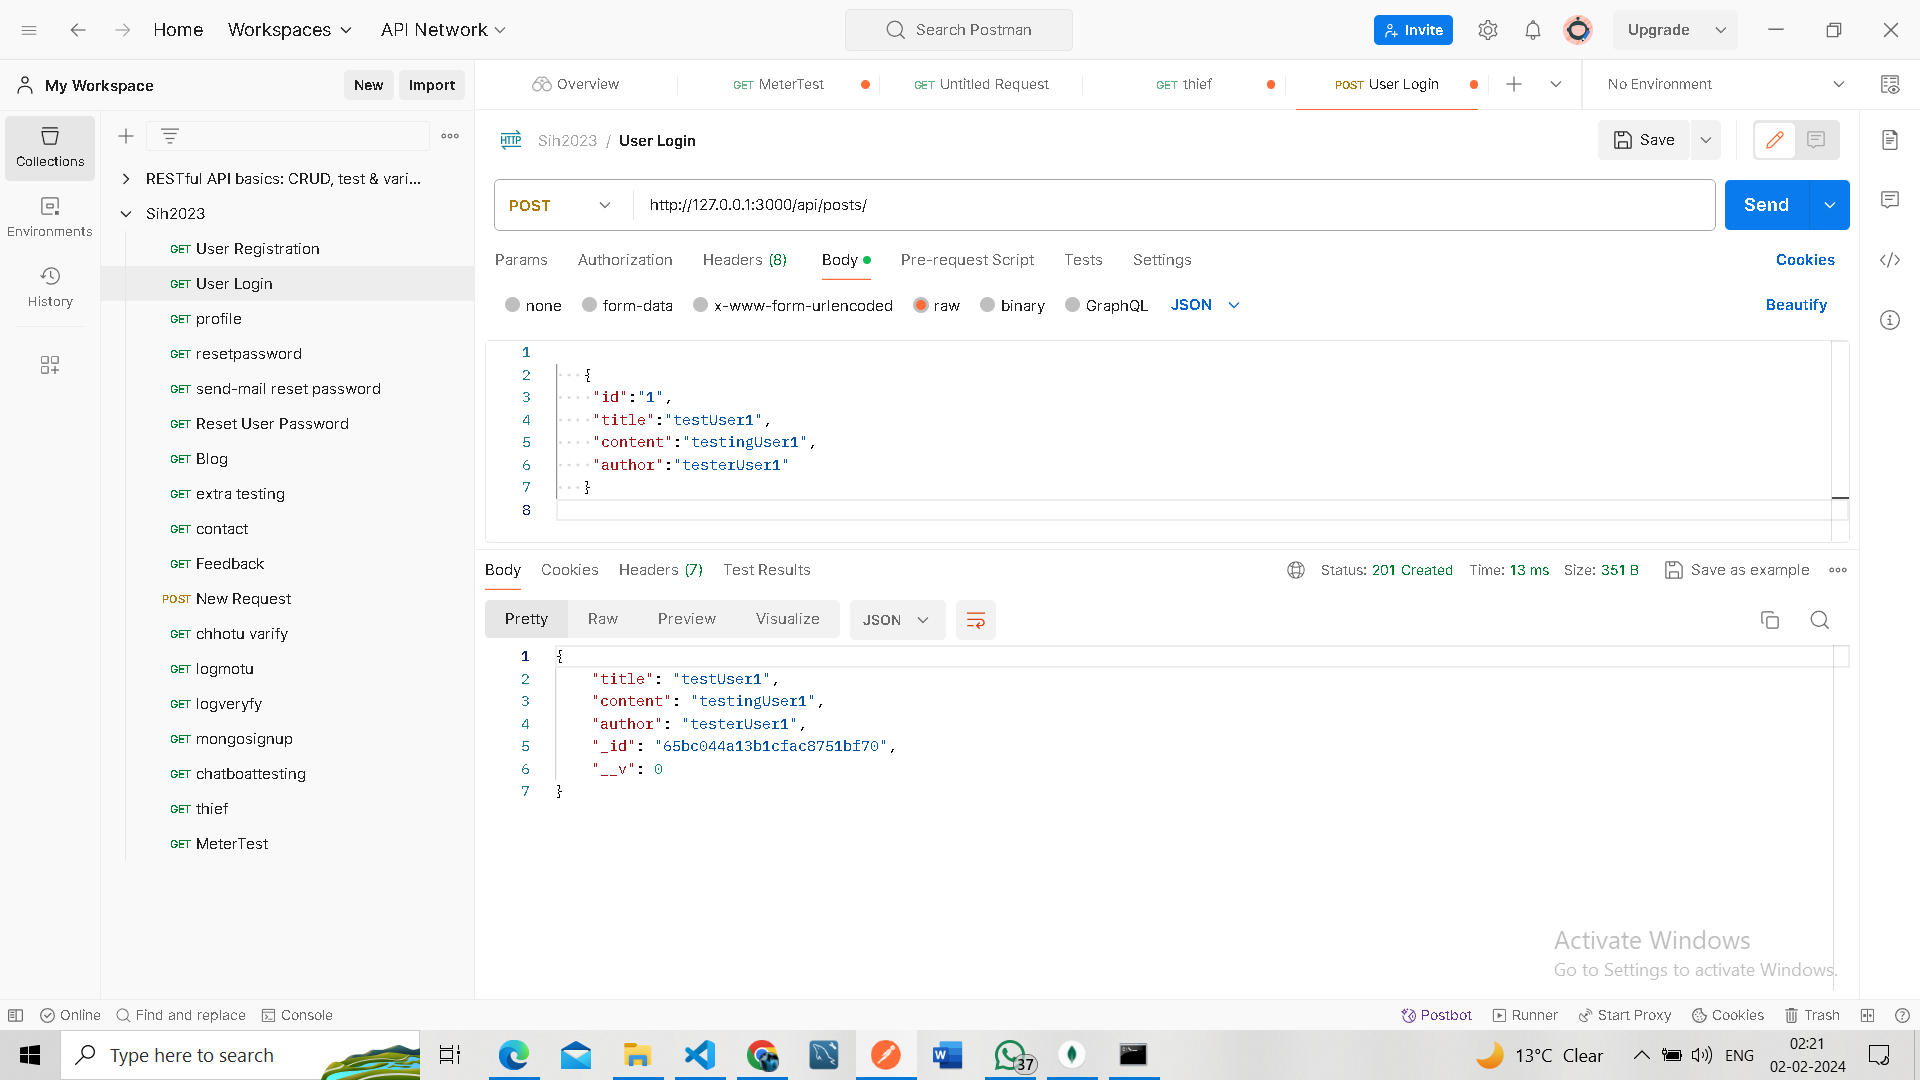 Home
Workspaces
API Network
Search Postman
Invite
Upgrade
My Workspace
New
Import
Overview
GET MeterTest
GET Untitled Request
GET thief
POST User Login
No Environment
Collections
Environments
History
RESTful API basics: CRUD, test & vari...
Sih2023
GET User Registration
GET User Login
GET profile
GET resetpassword
GET send-mail reset password
GET Reset User Password
GET Blog
GET extra testing
GET contact
GET Feedback
POST New Request
GET chhotu varify
GET logmotu
GET logveryfy
GET mongosignup
GET chatboattesting
GET thief
GET MeterTest
HTTP Sih2023 / User Login
Save
POST
http://127.0.0.1:3000/api/posts/
Send
Params Authorization Headers (8) Body Pre-request Script Tests Settings
Cookies
none form-data x-www-form-urlencoded raw binary GraphQL JSON
Beautify
1
2 {
3 "id":"1",
4 "title":"testUser1",
5 "content":"testingUser1",
6 "author":"testerUser1"
7 }
8
Body Cookies Headers (7) Test Results
Status: 201 Created Time: 13 ms Size: 351 B
Save as example
Pretty Raw Preview Visualize JSON
1 {
2 "title": "testUser1",
3 "content": "testingUser1",
4 "author": "testerUser1",
5 "_id": "65bc044a13b1cfac8751bf70",
6 "__v": 0
7 }
Activate Windows
Go to Settings to activate Windows.
Online
Find and replace
Console
Postbot
Runner
Start Proxy
Cookies
Trash
Type here to search
37
13°C Clear
ENG
02:21
02-02-2024